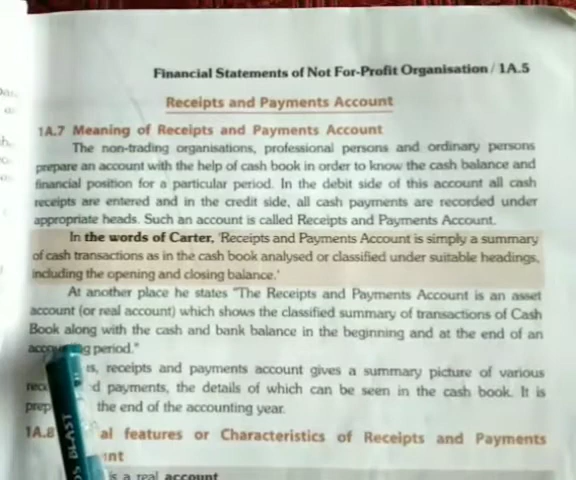 Financial Statements of Not For-Profit Organisation / 1A.5
Receipts and Payments Account
1A.7 Meaning of Receipts and Payments Account
The non-trading organisations, professional persons and ordinary persons
prepare an account with the help of cash book in order to know the cash balance and
financial position for a particular period. In the debit side of this account all cash
receipts are entered and in the credit side, all cash payments are recorded under
appropriate heads. Such an account is called Receipts and Payments Account.
In the words of Carter, 'Receipts and Payments Account is simply a summary
of cash transactions as in the cash book analysed or classified under suitable headings,
including the opening and closing balance.'
At another place he states "The Receipts and Payments Account is an asset
account (or real account) which shows the classified summary of transactions of Cash
Book along with the cash and bank balance in the beginning and at the end of an
accounting period."
receipts and payments account gives a summary picture of various
payments, the details of which can be seen in the cash book. It is
the end of the accounting year.
1A.8 features or Characteristics of Receipts and Payments
is a real account